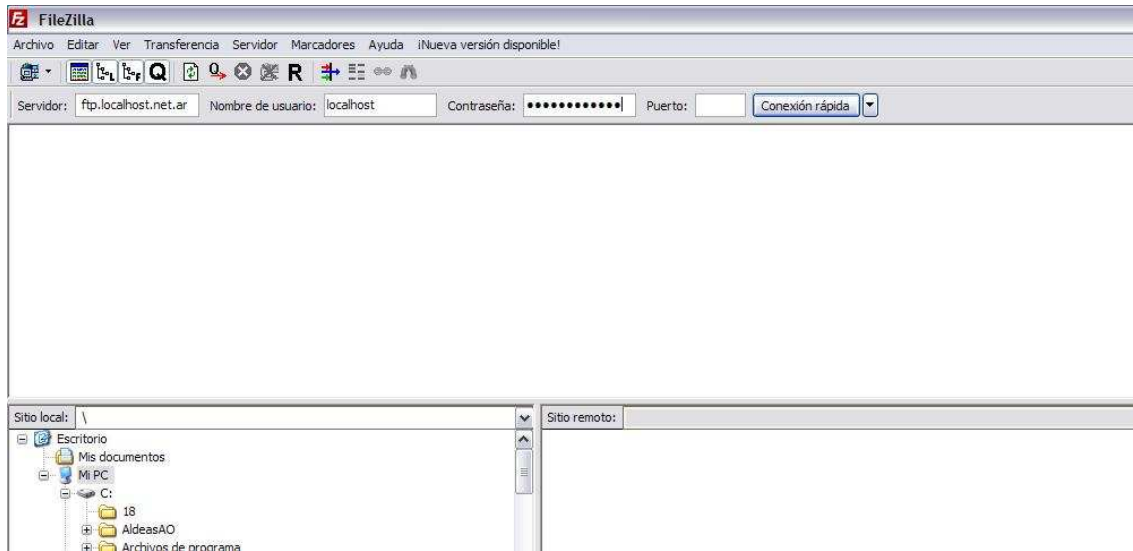 FileZilla
Archivo Editar Ver Transferencia Servidor Marcadores Ayuda ¡Nueva versión disponible!
Servidor: ftp.localhost.net.ar Nombre de usuario: localhost Contraseña: ●●●●●●●●●●●● Puerto: Conexión rápida
Sitio local: \ Sitio remoto:
Escritorio
Mis documentos
Mi PC
C:
18
AldeasAO
Archivos de programa